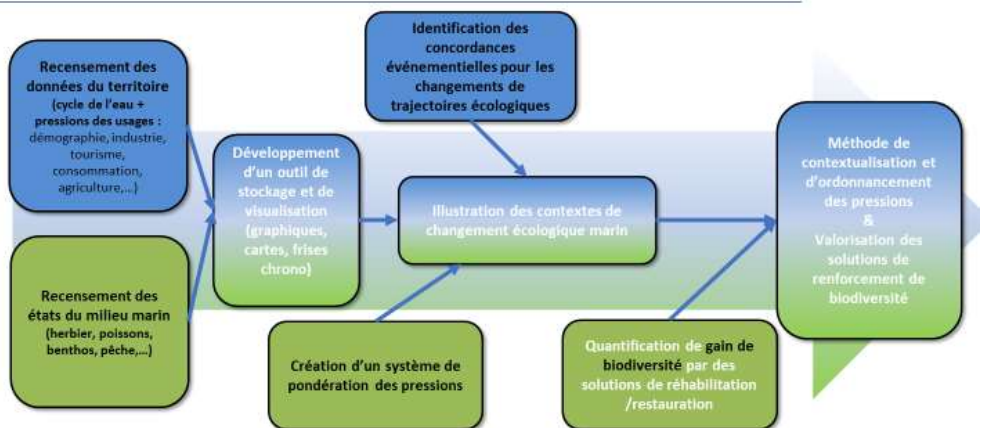 Recensement des
données du territoire
(cycle de l'eau +
pressions des usages :
démographie, industrie,
tourisme,
consommation,
agriculture,...)
Recensement des
états du milieu marin
(herbier, poissons,
benthos, pêche,...)
Développement
d'un outil de
stockage et de
visualisation
(graphiques,
cartes, frises
chrono)
Identification des
concordances
événementielles pour les
changements de
trajectoires écologiques
Illustration des contextes de
changement écologique marin
Création d'un système de
pondération des pressions
Quantification de gain de
biodiversité par des
solutions de réhabilitation
/restauration
Méthode de
contextualisation et
d'ordonnancement
des pressions
&
Valorisation des
solutions de
renforcement de
biodiversité